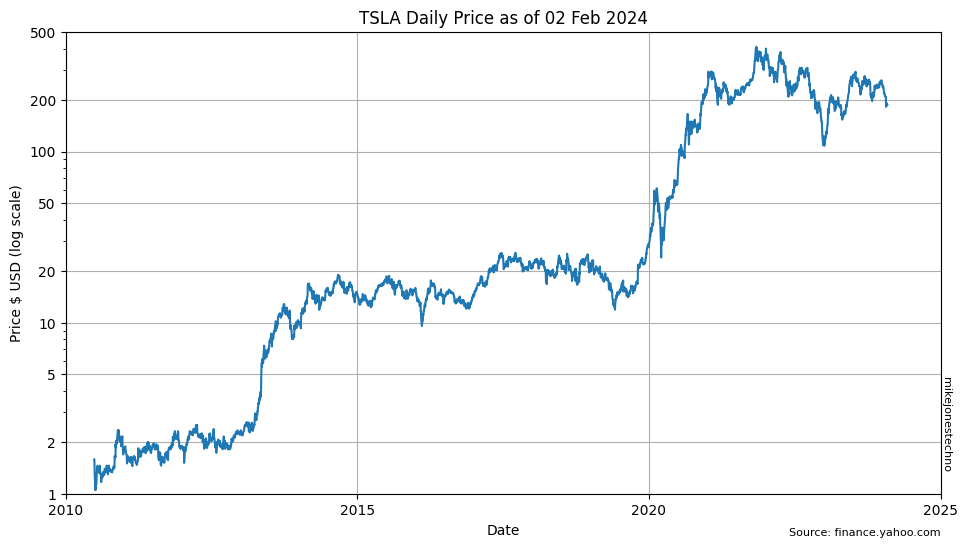 TSLA Daily Price as of 02 Feb 2024
Price $ USD (log scale)
500
200
100
50
20
10
5
2
1
2010
2015
2020
2025
Date
mikejonestechno
Source: finance.yahoo.com